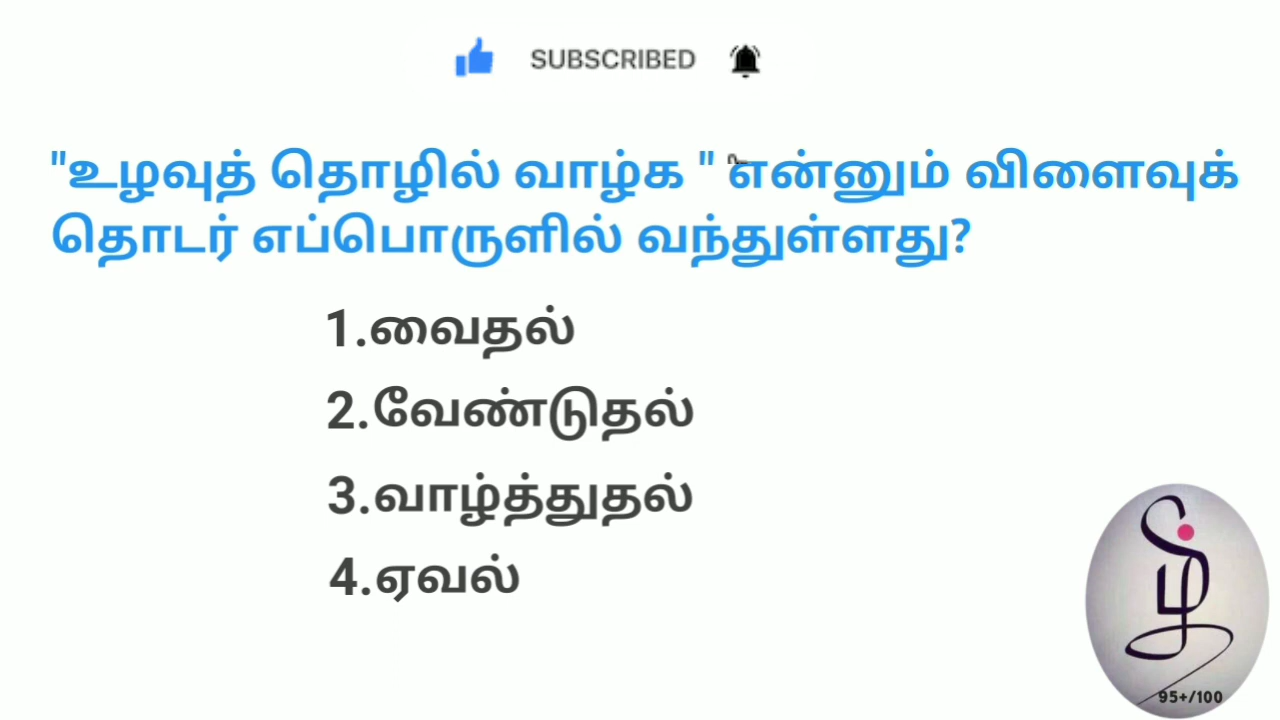 SUBSCRIBED
"உழவுத் தொழில் வாழ்க " என்னும் விளைவுக்
தொடர் எப்பொருளில் வந்துள்ளது?
1.வைதல்
2.வேண்டுதல்
3.வாழ்த்துதல்
4.ஏவல்
95+/100